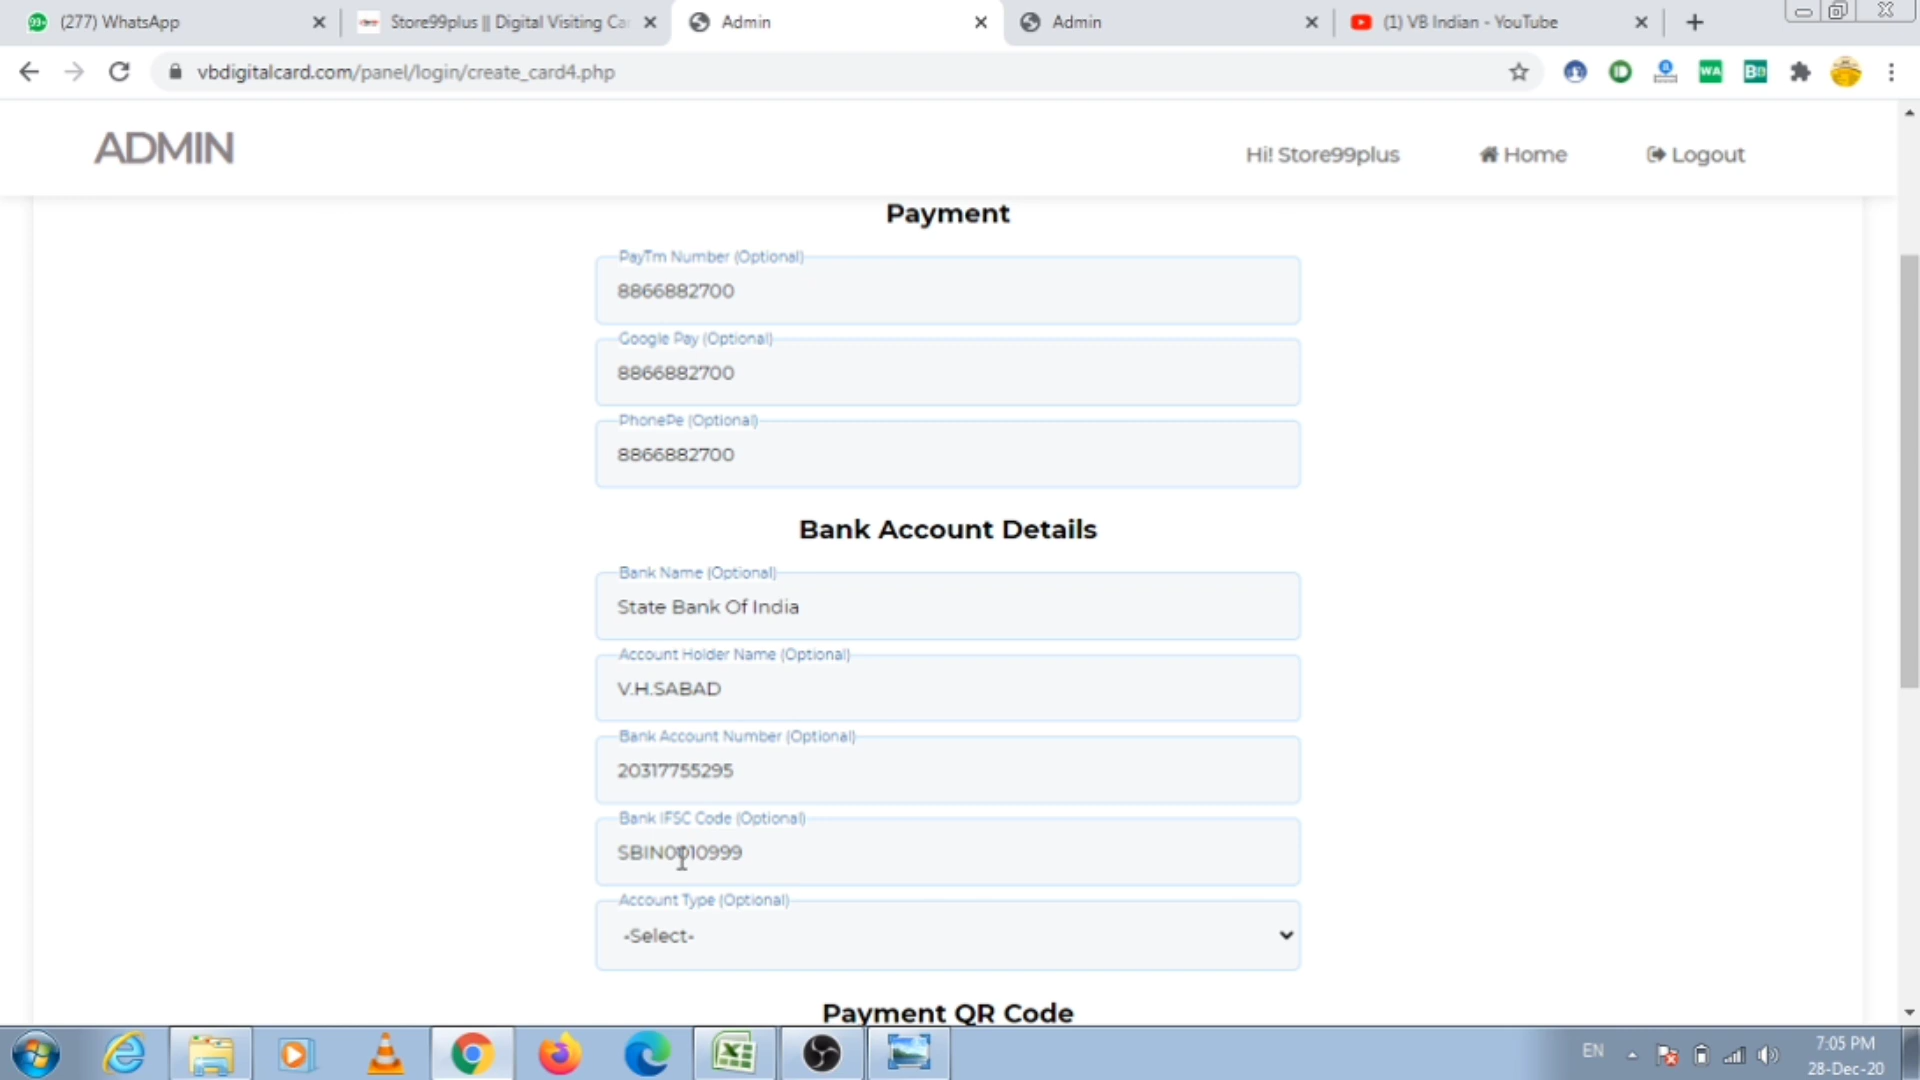 (277) WhatsApp
Store99plus || Digital Visiting Ca
Admin
Admin
(1) VB Indian - YouTube
vbdigitalcard.com/panel/login/create_card4.php
WA
ADMIN
Hi! Store99plus
Home
Logout
Payment
PayTm Number (Optional)
8866882700
Google Pay (Optional)
8866882700
PhonePe (Optional)
8866882700
Bank Account Details
Bank Name (Optional)
State Bank Of India
Account Holder Name (Optional)
V.H.SABAD
Bank Account Number (Optional)
20317755295
Bank IFSC Code (Optional)
SBIN0010999
Account Type (Optional)
-Select-
Payment QR Code
EN
7:05 PM
28-Dec-20